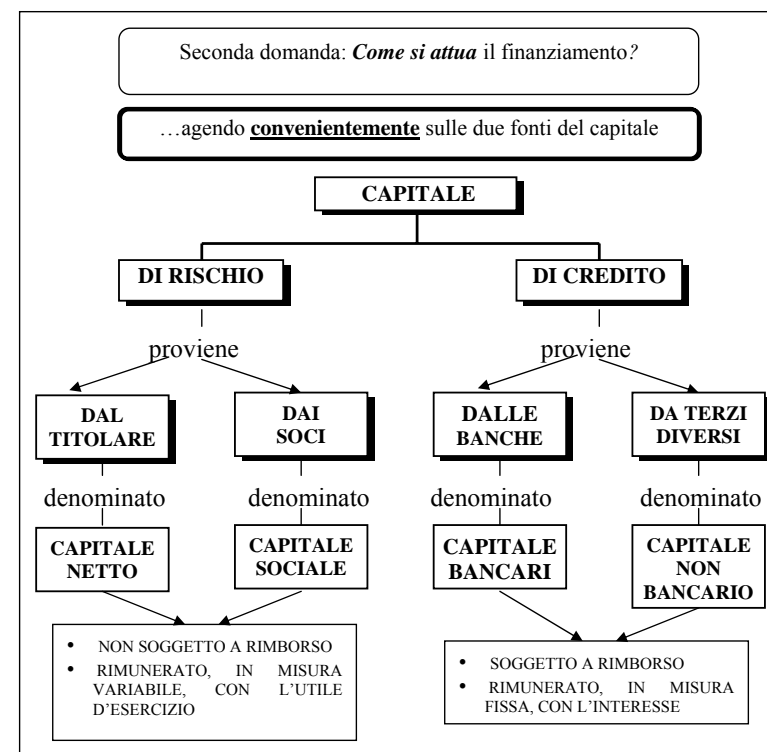 Seconda domanda: Come si attua il finanziamento?
…agendo convenientemente sulle due fonti del capitale
CAPITALE
DI RISCHIO
DI CREDITO
proviene
proviene
DAL
TITOLARE
DAI
SOCI
DALLE
BANCHE
DA TERZI
DIVERSI
denominato
denominato
denominato
denominato
CAPITALE
NETTO
CAPITALE
SOCIALE
CAPITALE
BANCARI
CAPITALE
NON
BANCARIO
• NON SOGGETTO A RIMBORSO
• RIMUNERATO, IN MISURA
VARIABILE, CON L'UTILE
D'ESERCIZIO
• SOGGETTO A RIMBORSO
• RIMUNERATO, IN MISURA
FISSA, CON L'INTERESSE